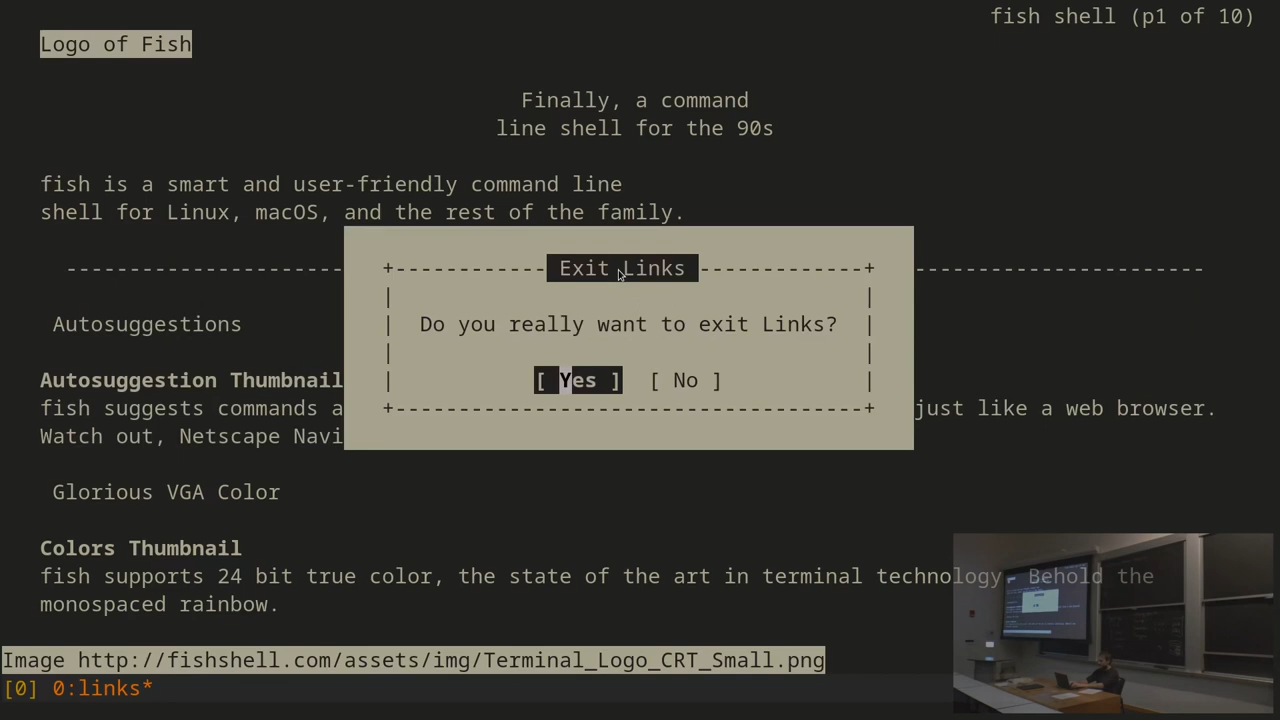 fish shell (p1 of 10)
Logo of Fish
Finally, a command
line shell for the 90s
fish is a smart and user-friendly command line
shell for Linux, macOS, and the rest of the family.
Exit Links
Do you really want to exit Links?
[ Yes ] [ No ]
Autosuggestions
Autosuggestion Thumbnail
fish suggests commands a just like a web browser.
Watch out, Netscape Navi
Glorious VGA Color
Colors Thumbnail
fish supports 24 bit true color, the state of the art in terminal technology. Behold the
monospaced rainbow.
Image http://fishshell.com/assets/img/Terminal_Logo_CRT_Small.png
[0] 0:links*